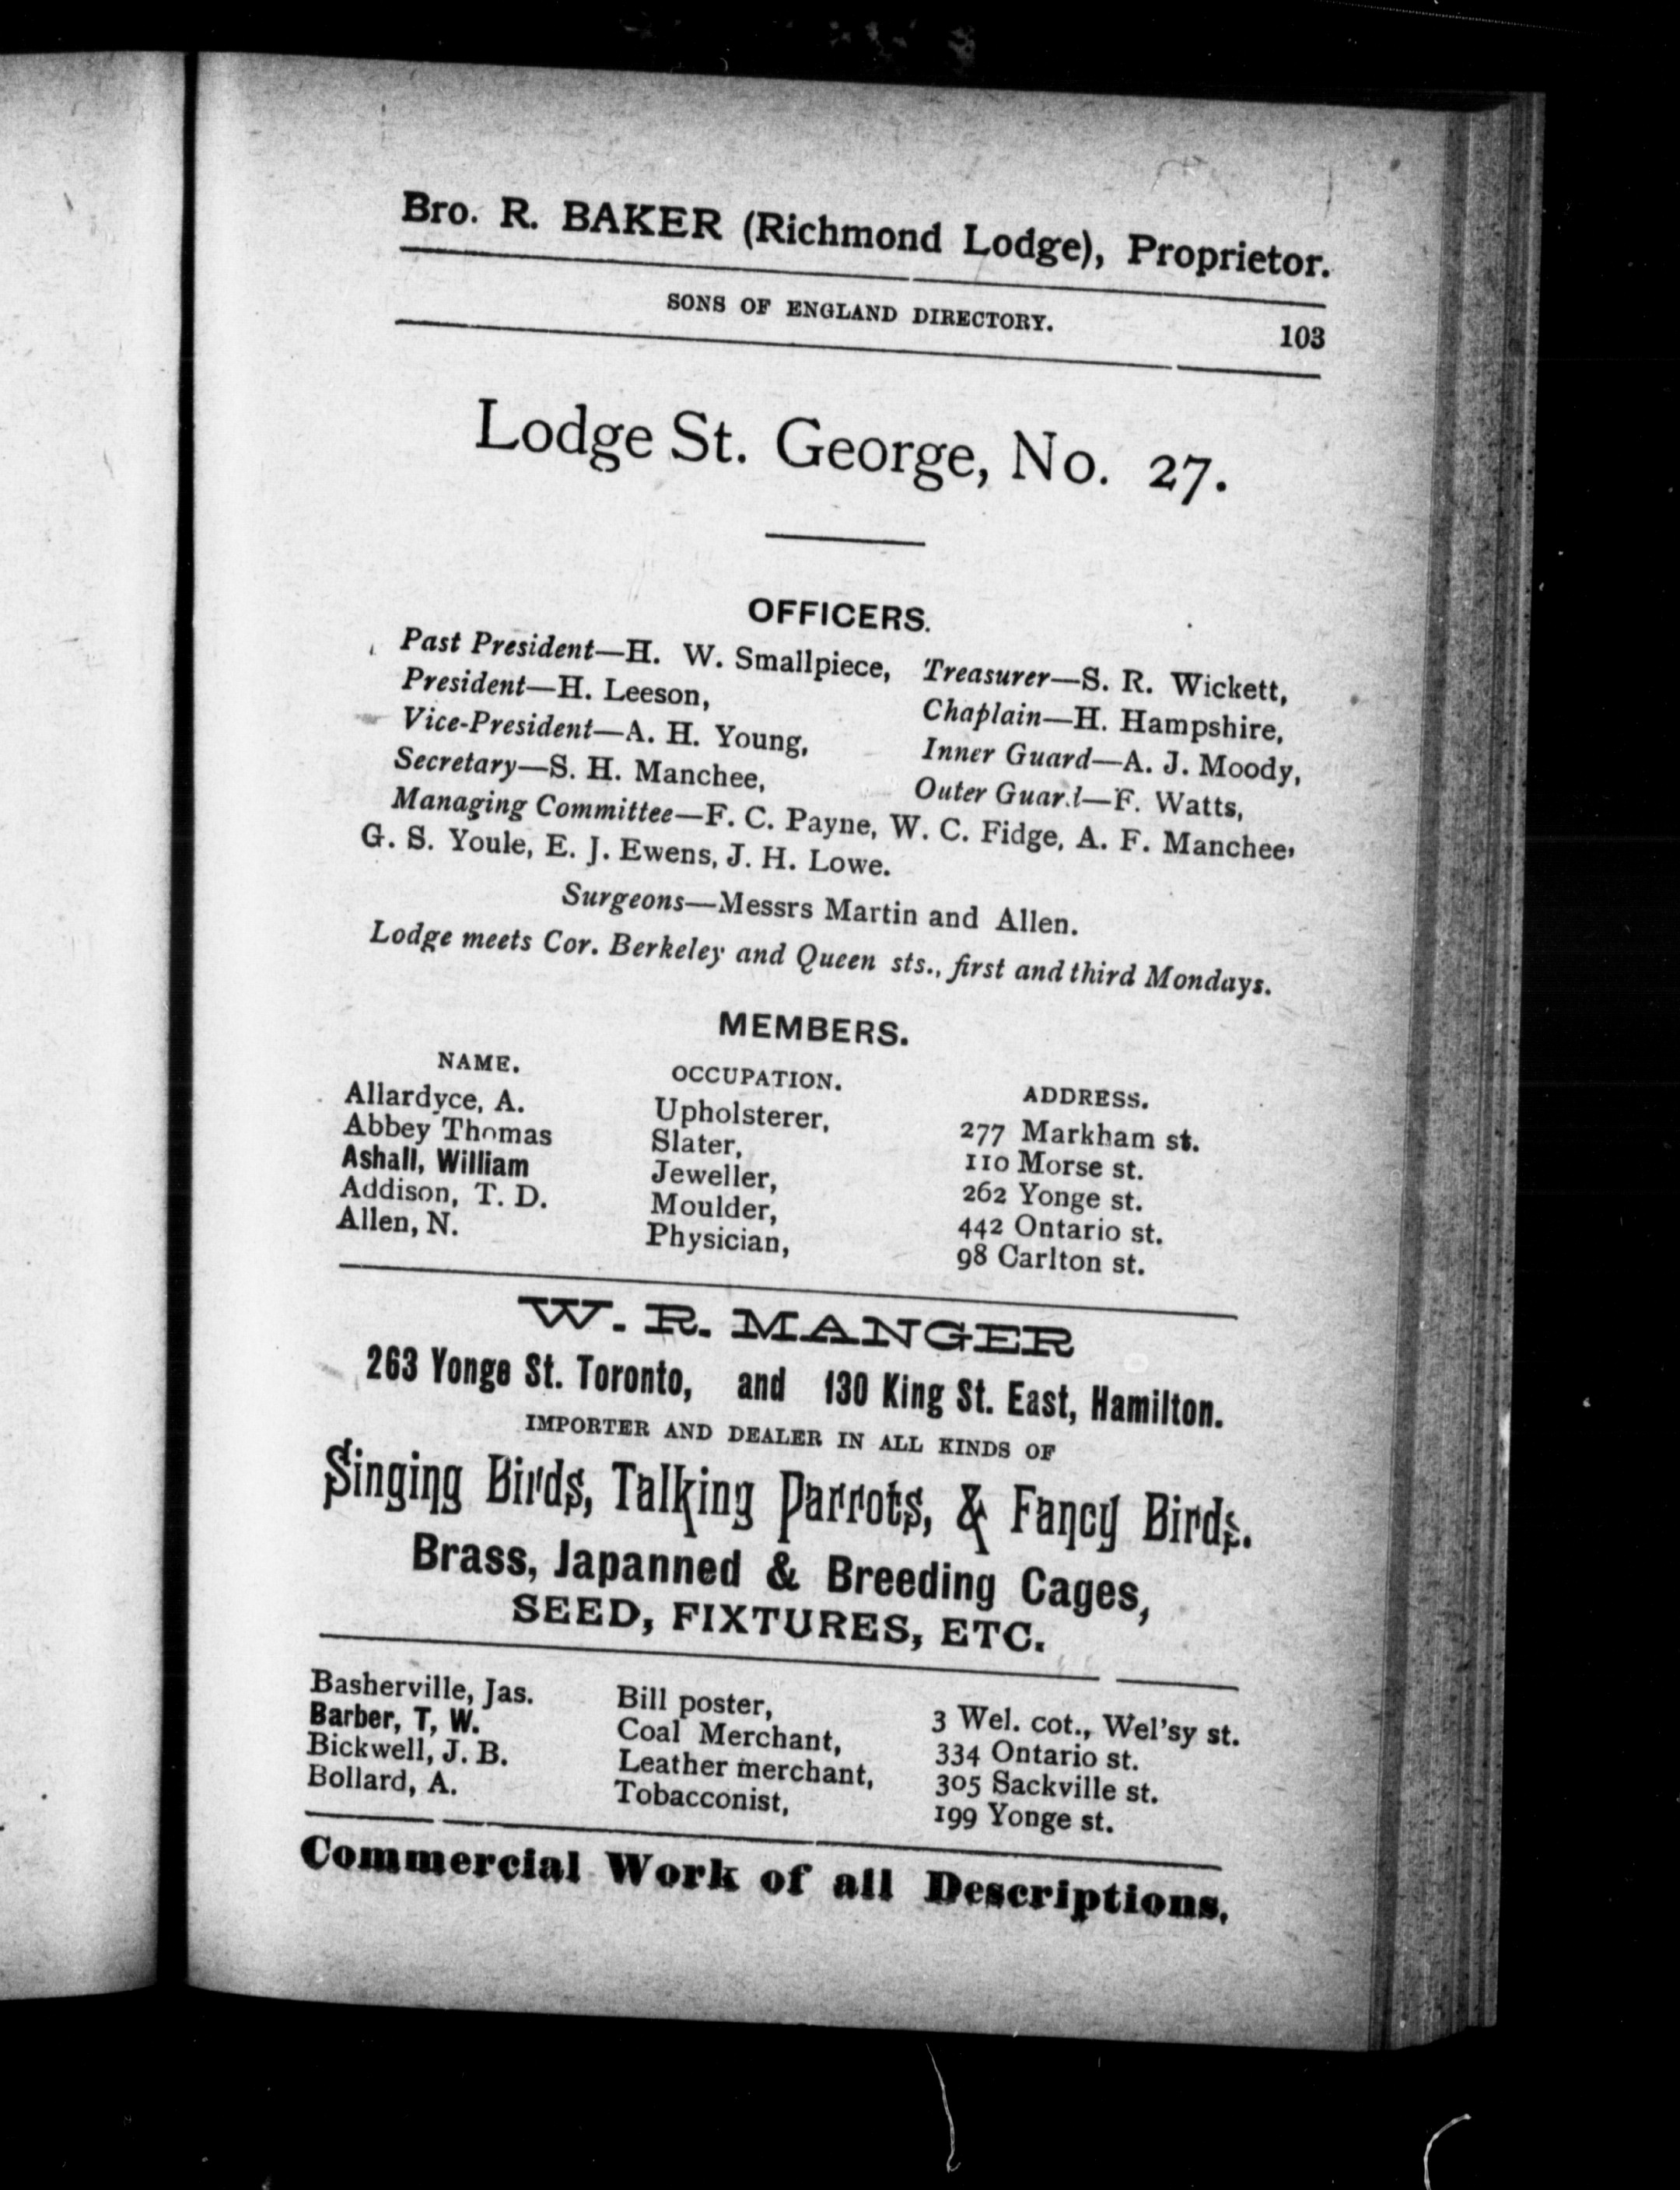 Bro. R. BAKER (Richmond Lodge), Proprietor.
SONS OF ENGLAND DIRECTORY. 103
Lodge St. George, No. 27.
OFFICERS.
Past President—H. W. Smallpiece, Treasurer—S. R. Wickett,
President—H. Leeson, Chaplain—H. Hampshire,
Vice-President—A. H. Young, Inner Guard—A. J. Moody,
Secretary—S. H. Manchee, Outer Guard—F. Watts,
Managing Committee—F. C. Payne, W. C. Fidge, A. F. Manchee,
G. S. Youle, E. J. Ewens, J. H. Lowe.
Surgeons—Messrs Martin and Allen.
Lodge meets Cor. Berkeley and Queen sts., first and third Mondays.
MEMBERS.
NAME. OCCUPATION. ADDRESS.
Allardyce, A. Upholsterer, 277 Markham st.
Abbey Thomas Slater, 110 Morse st.
Ashall, William Jeweller, 262 Yonge st.
Addison, T. D. Moulder, 442 Ontario st.
Allen, N. Physician, 98 Carlton st.
W. R. MANGER
263 Yonge St. Toronto, and 130 King St. East, Hamilton.
IMPORTER AND DEALER IN ALL KINDS OF
Singing Birds, Talking Parrots, & Fancy Birds.
Brass, Japanned & Breeding Cages,
SEED, FIXTURES, ETC.
Basherville, Jas. Bill poster, 3 Wel. cot., Wel'sy st.
Barber, T, W. Coal Merchant, 334 Ontario st.
Bickwell, J. B. Leather merchant, 305 Sackville st.
Bollard, A. Tobacconist, 199 Yonge st.
Commercial Work of all Descriptions.